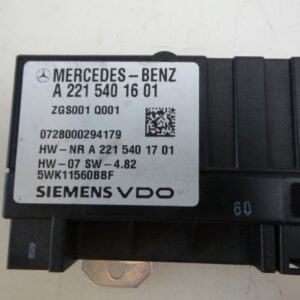 MERCEDES-BENZ
A 221 540 16 01
ZGS001 Q001
0728000294179
HW-NR A 221 540 17 01
HW-07 SW-4.82
5WK11560BBF
SIEMENS VDO
60